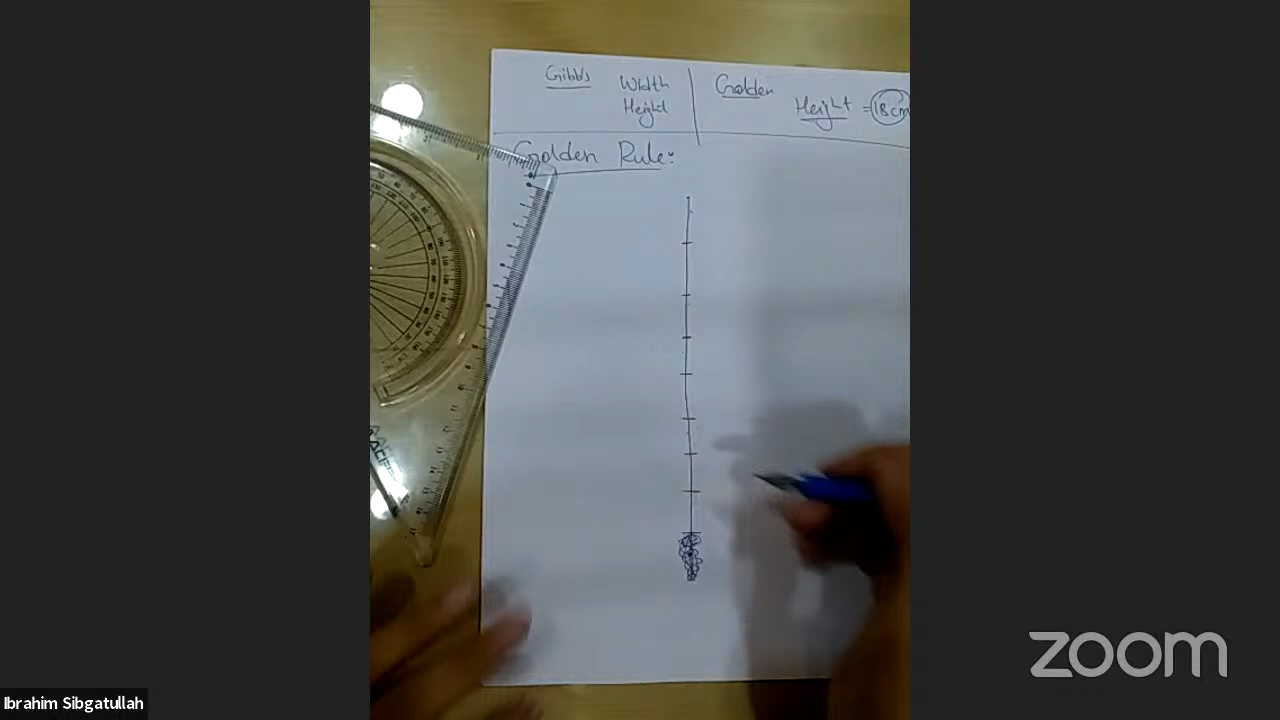 Gibbs Width
Height
Golden
Height = 18cm
Golden Rule:
zoom
Ibrahim Sibgatullah